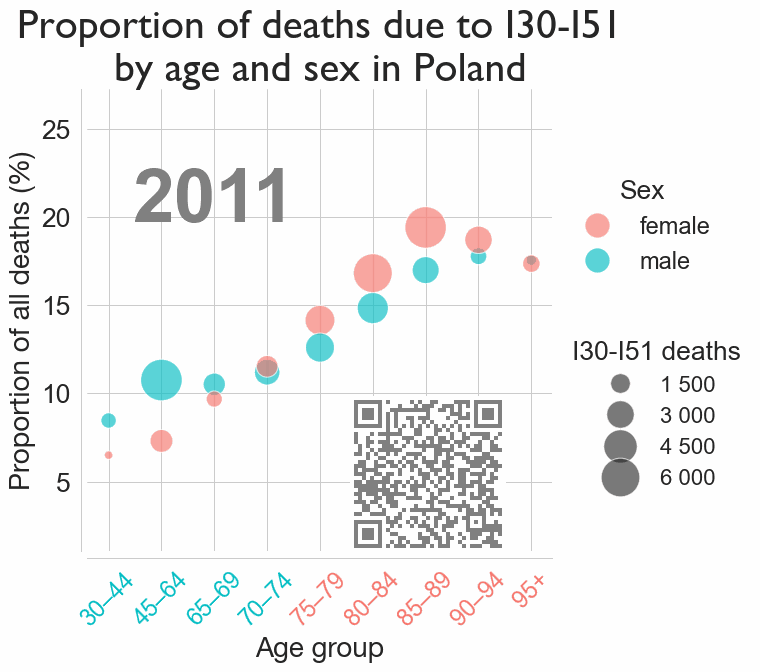 Proportion of deaths due to I30-I51
by age and sex in Poland
Proportion of all deaths (%)
25
20
15
10
5
2011
30–44
45–64
65–69
70–74
75–79
80–84
85–89
90–94
95+
Age group
Sex
female
male
I30-I51 deaths
1 500
3 000
4 500
6 000